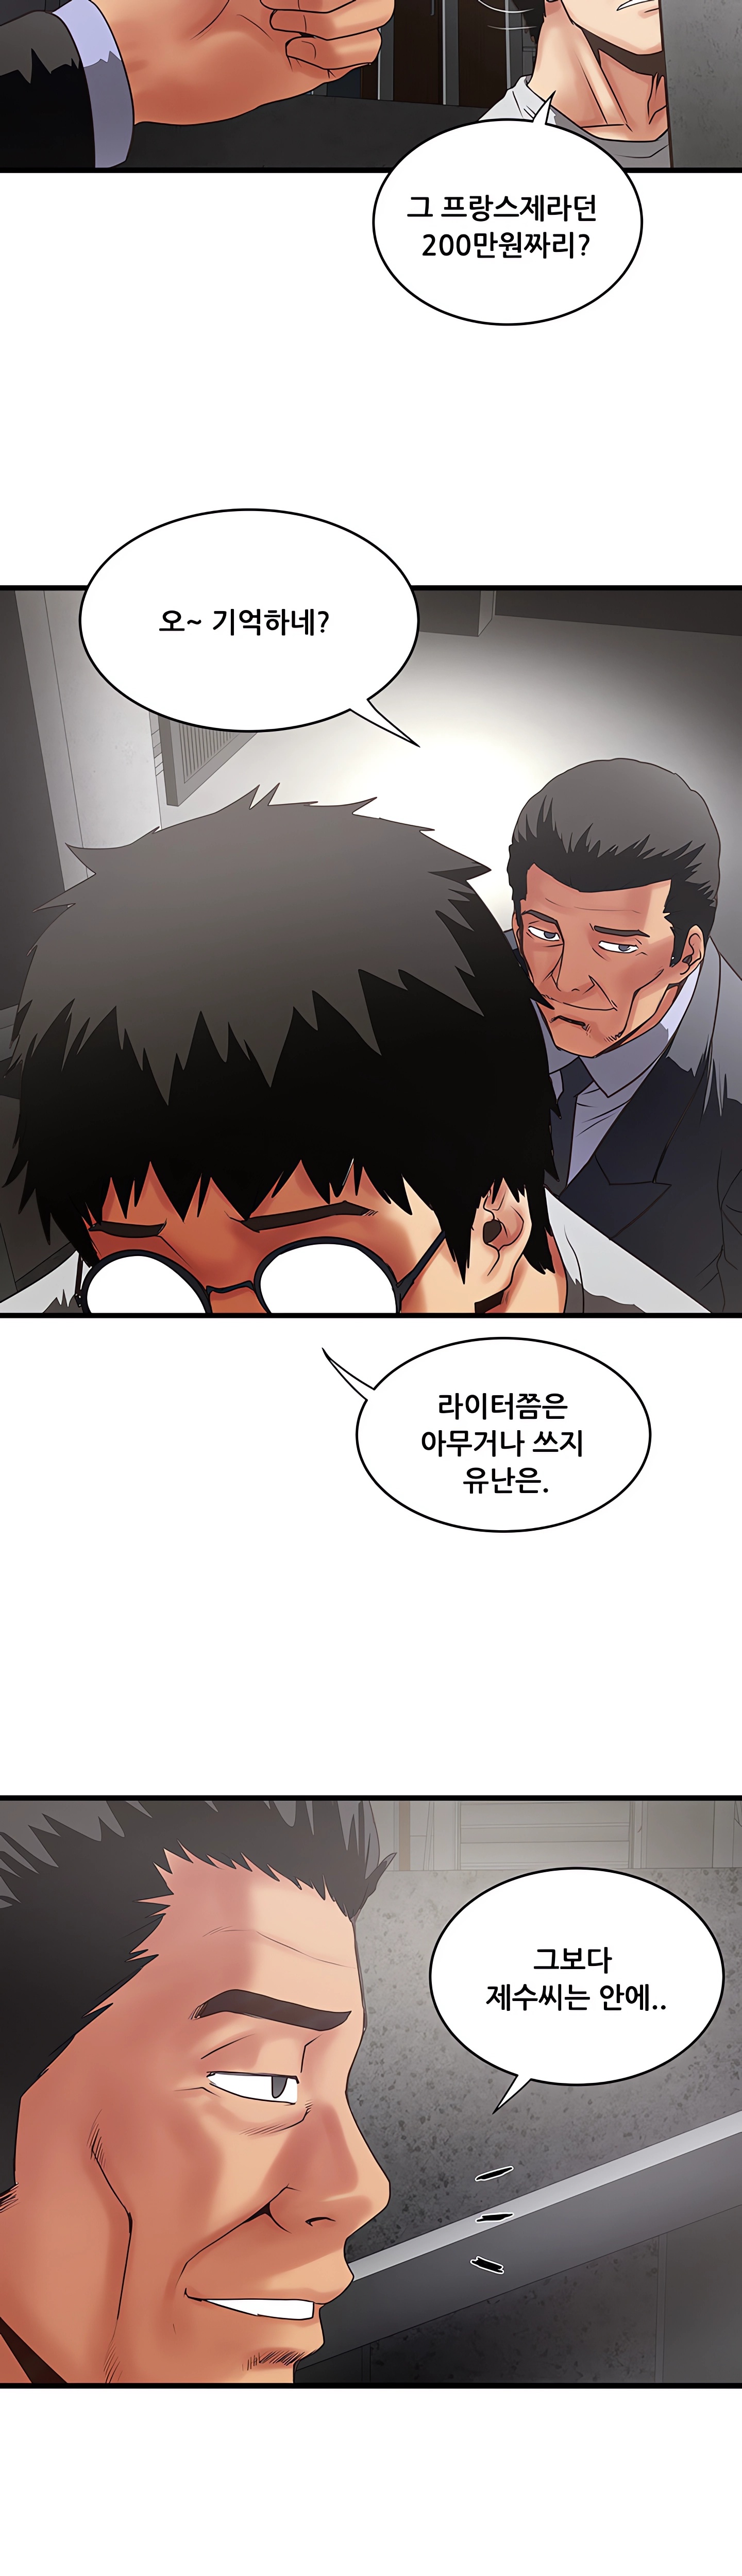 그 프랑스제라던
200만원짜리?
오~ 기억하네?
라이터쯤은
아무거나 쓰지
유난은.
그보다
제수씨는 안에..